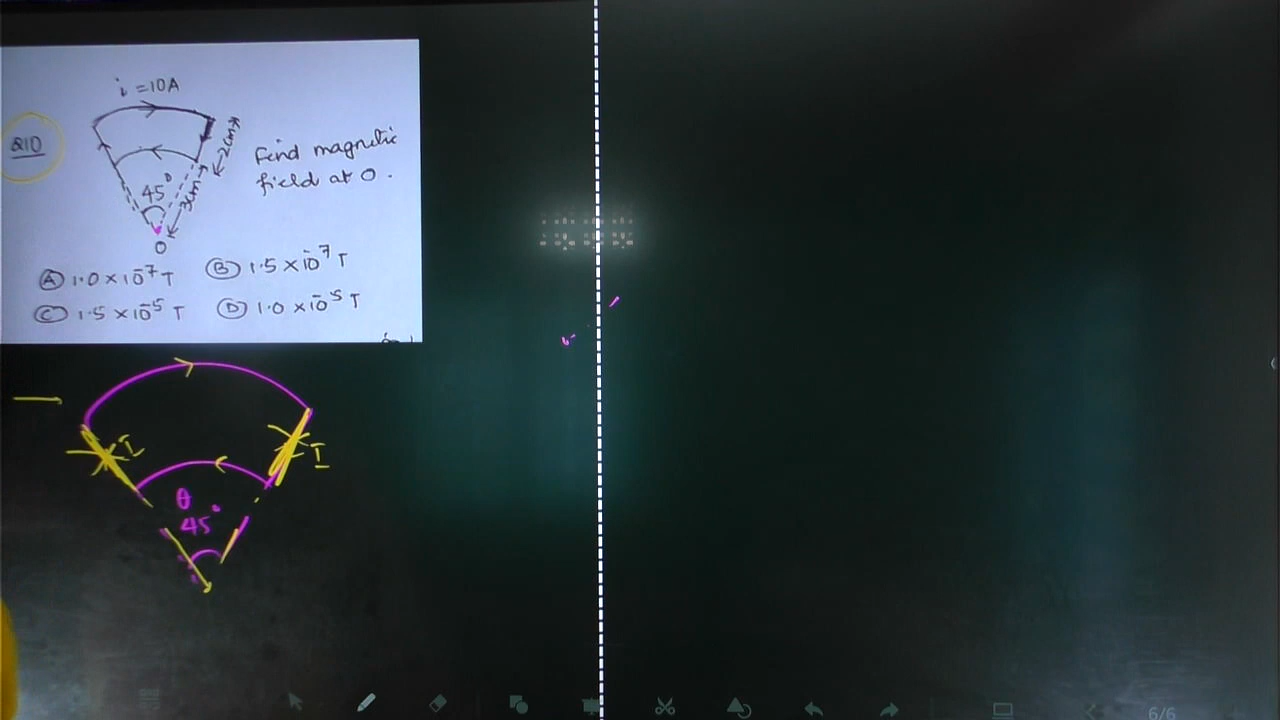 i = 10A
Q10
2cm
Find magnetic
field at O.
45°
3cm
O
(A) 1.0 × 10⁻⁷ T (B) 1.5 × 10⁻⁷ T
(C) 1.5 × 10⁻⁵ T (D) 1.0 × 10⁻⁵ T
I I
θ
45°
6/6